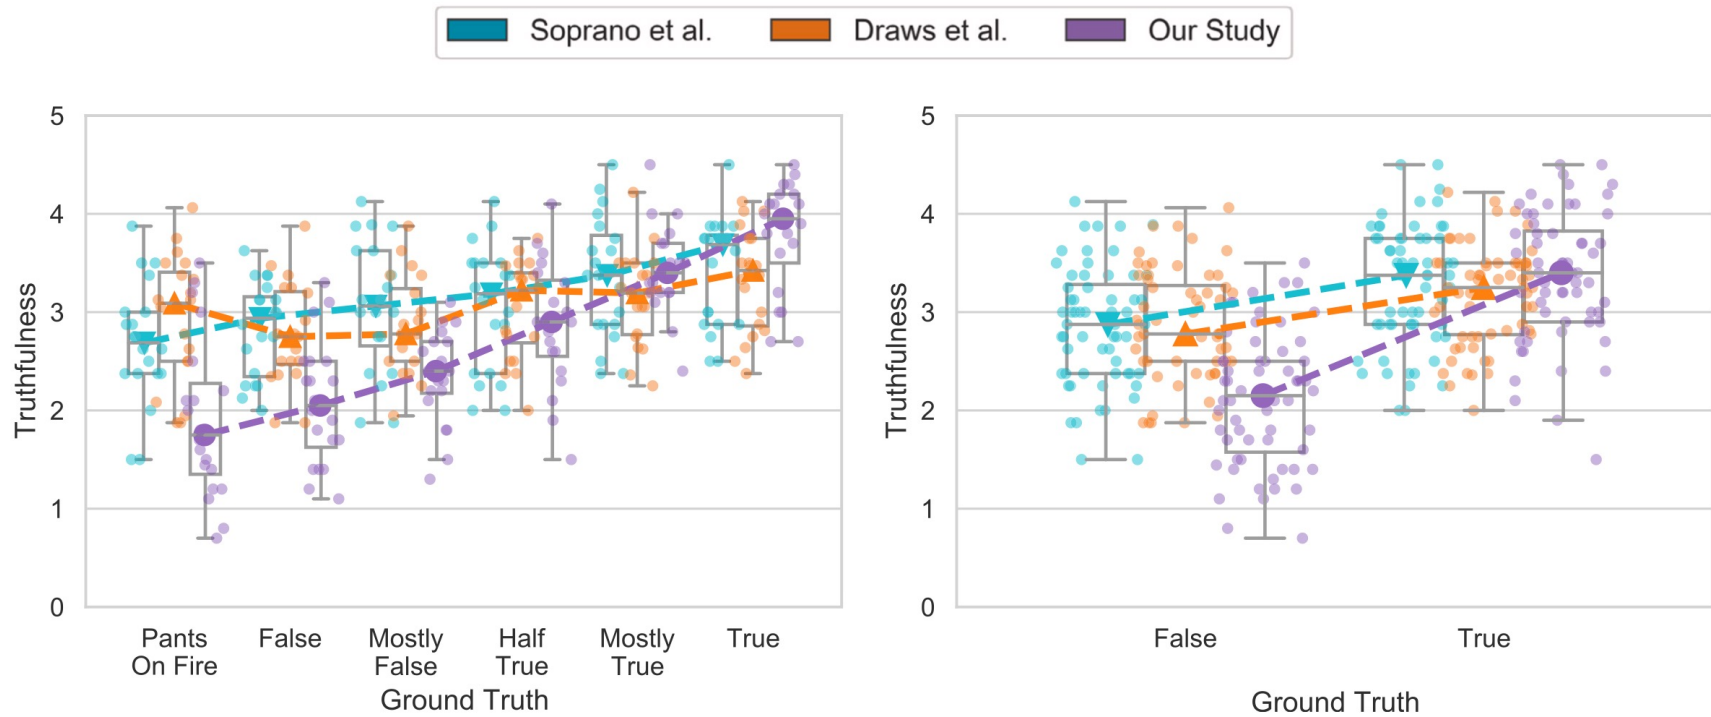 Soprano et al. Draws et al. Our Study
5
4
3
2
1
0
Truthfulness
Pants On Fire
False
Mostly False
Half True
Mostly True
True
Ground Truth
5
4
3
2
1
0
Truthfulness
False
True
Ground Truth